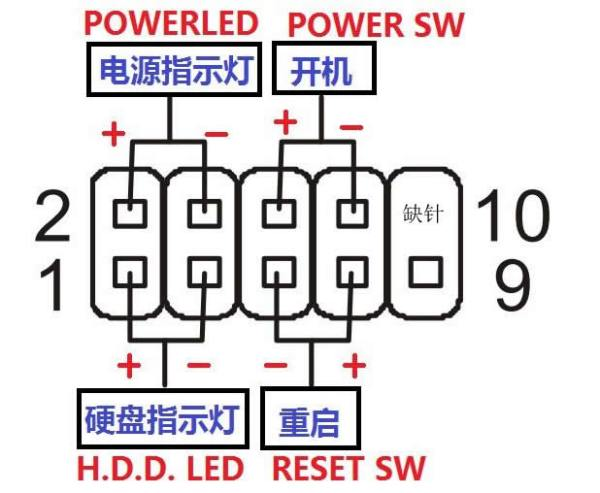 POWERLED POWER SW
电源指示灯 开机
+ − + −
2 缺针 10
1 9
+ − − +
硬盘指示灯 重启
H.D.D. LED RESET SW